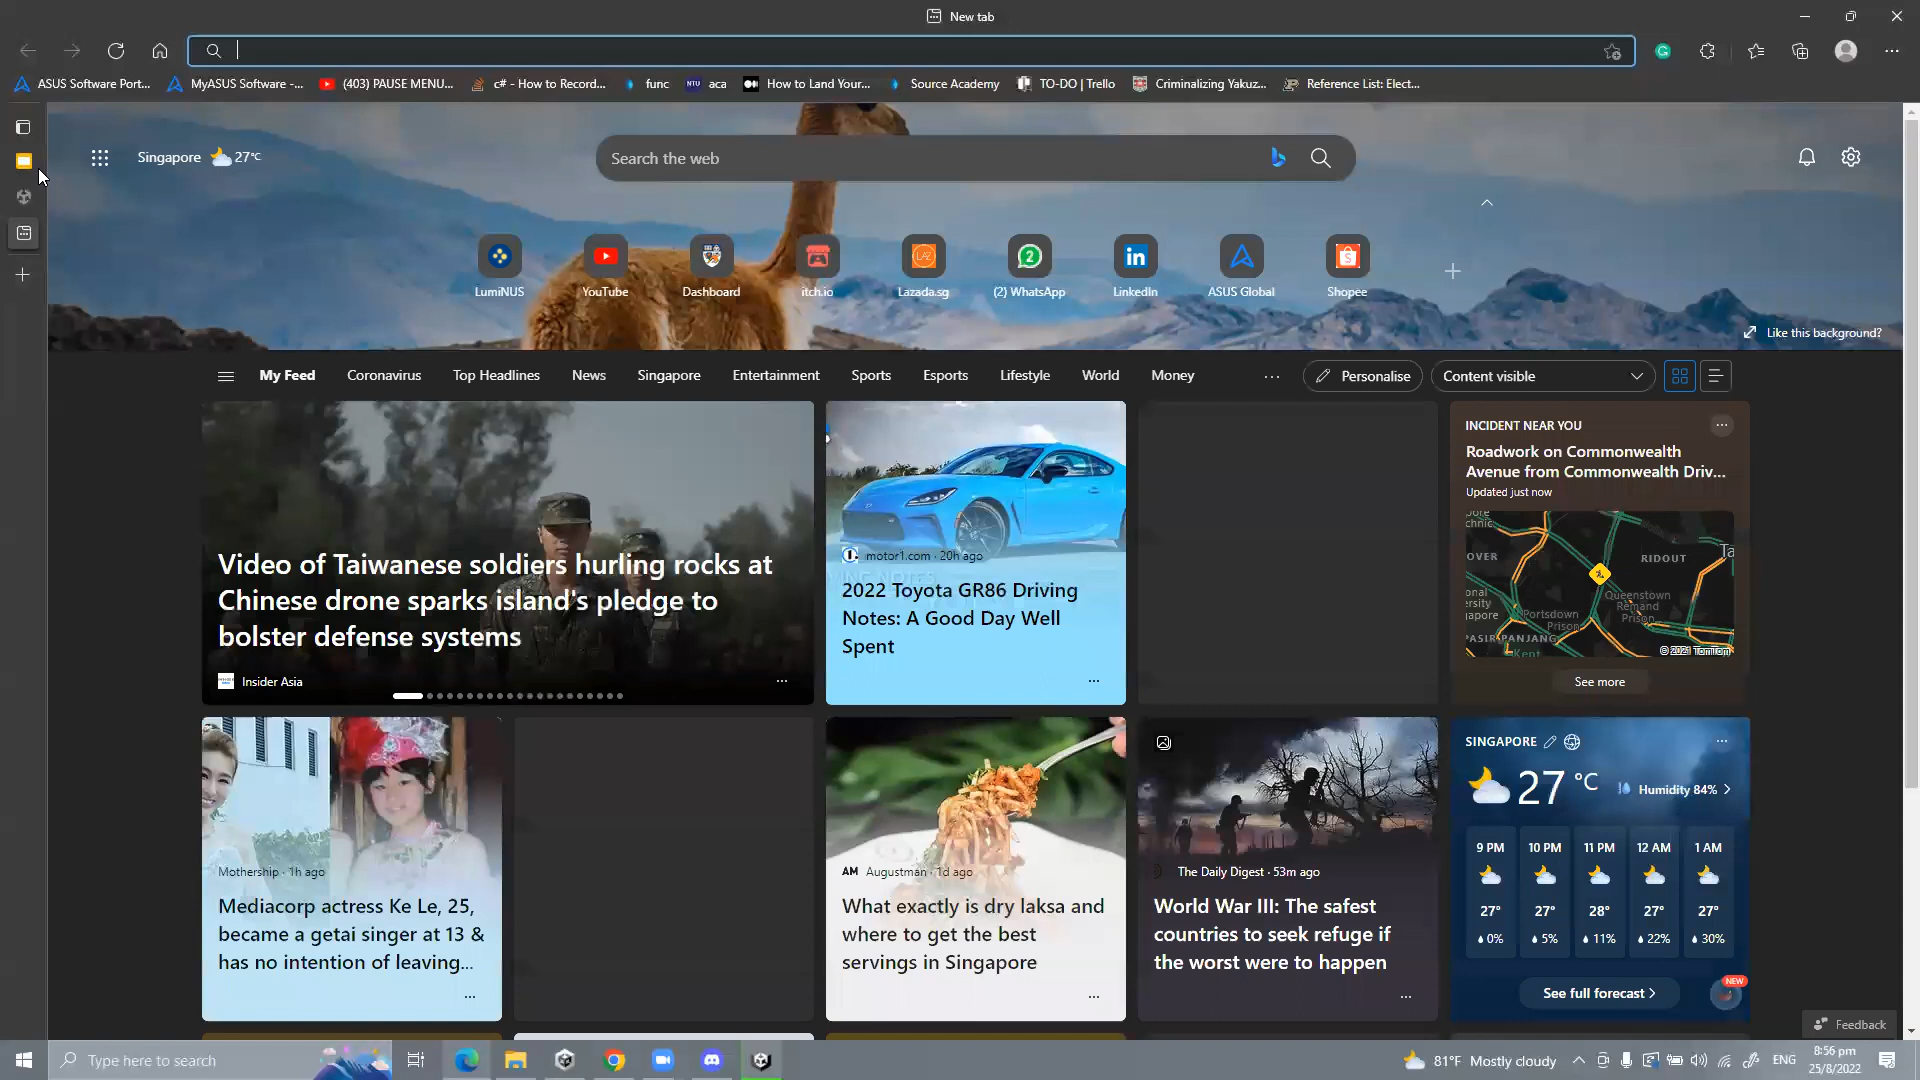 New tab
ASUS Software Port...
MyASUS Software -...
(403) PAUSE MENU...
c# - How to Record...
func
NTU
aca
How to Land Your...
Source Academy
TO-DO | Trello
Criminalizing Yakuz...
Reference List: Elect...
Singapore
27°C
Search the web
LumiNUS
YouTube
Dashboard
itch.io
LAZ
Lazada.sg
2
(2) WhatsApp
in
LinkedIn
ASUS Global
Shopee
Like this background?
My Feed
Coronavirus
Top Headlines
News
Singapore
Entertainment
Sports
Esports
Lifestyle
World
Money
Personalise
Content visible
Video of Taiwanese soldiers hurling rocks at
Chinese drone sparks island's pledge to
bolster defense systems
Insider Asia
motor1.com · 20h ago
2022 Toyota GR86 Driving
Notes: A Good Day Well
Spent
INCIDENT NEAR YOU
Roadwork on Commonwealth
Avenue from Commonwealth Driv...
Updated just now
OVER
RIDOUT
Ta
Queenstown
Remand
Prison
Portsdown
Prison
PASIR PANJANG
Kent
© 2021 TomTom
See more
Mothership · 1h ago
Mediacorp actress Ke Le, 25,
became a getai singer at 13 &
has no intention of leaving...
AM Augustman · 1d ago
What exactly is dry laksa and
where to get the best
servings in Singapore
The Daily Digest · 53m ago
World War III: The safest
countries to seek refuge if
the worst were to happen
SINGAPORE
27 °C
Humidity 84%
9 PM
10 PM
11 PM
12 AM
1 AM
27°
27°
28°
27°
27°
0%
5%
11%
22%
30%
See full forecast
NEW
Feedback
Type here to search
81°F Mostly cloudy
ENG
8:56 pm
25/8/2022